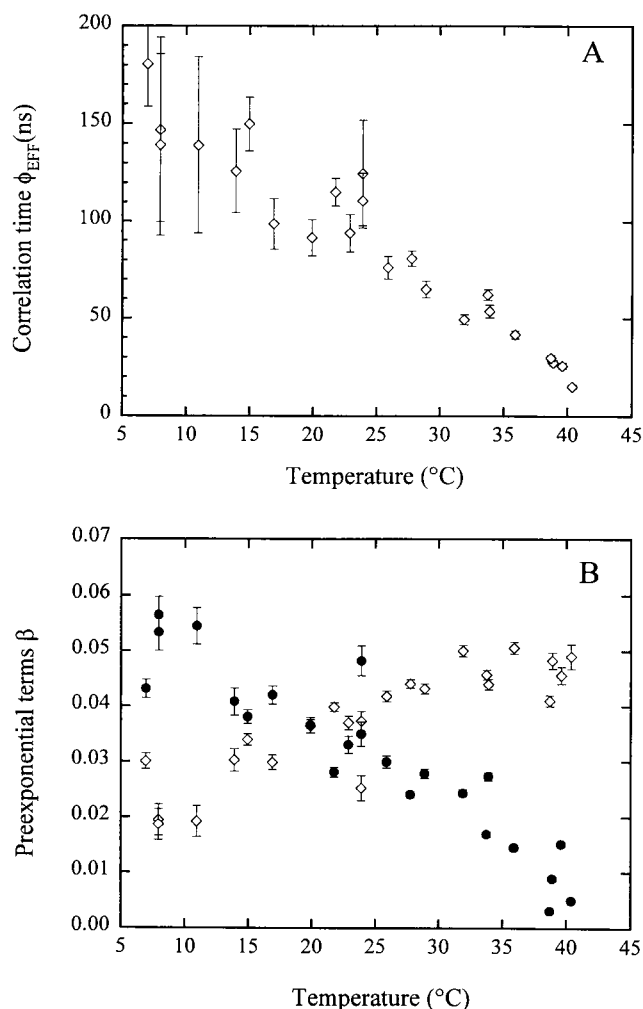 A
200
150
100
50
0
Correlation time ϕEFF(ns)
5 10 15 20 25 30 35 40 45
Temperature (°C)
B
0.07
0.06
0.05
0.04
0.03
0.02
0.01
0.00
Preexponential terms β
5 10 15 20 25 30 35 40 45
Temperature (°C)